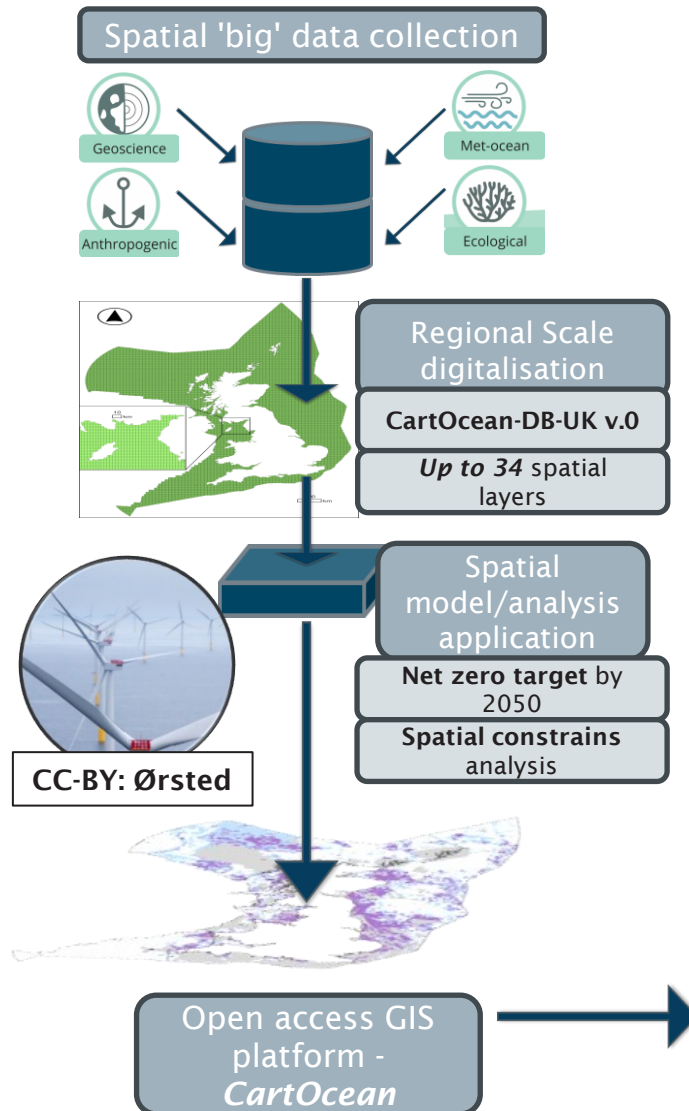 Spatial 'big' data collection
Geoscience
Met-ocean
Anthropogenic
Ecological
Regional Scale
digitalisation
CartOcean-DB-UK v.0
Up to 34 spatial
layers
Spatial
model/analysis
application
Net zero target by
2050
Spatial constrains
analysis
CC-BY: Ørsted
Open access GIS
platform -
CartOcean